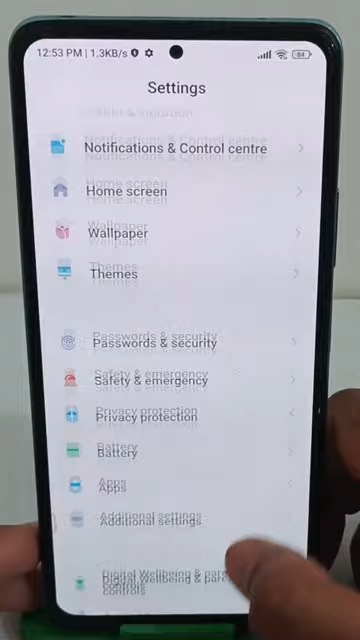 12:53 PM | 1.3KB/s
84
Settings
Notifications & Control centre
Home screen
Wallpaper
Themes
Passwords & security
Safety & emergency
Privacy protection
Battery
Apps
Additional settings
Digital Wellbeing &
controls